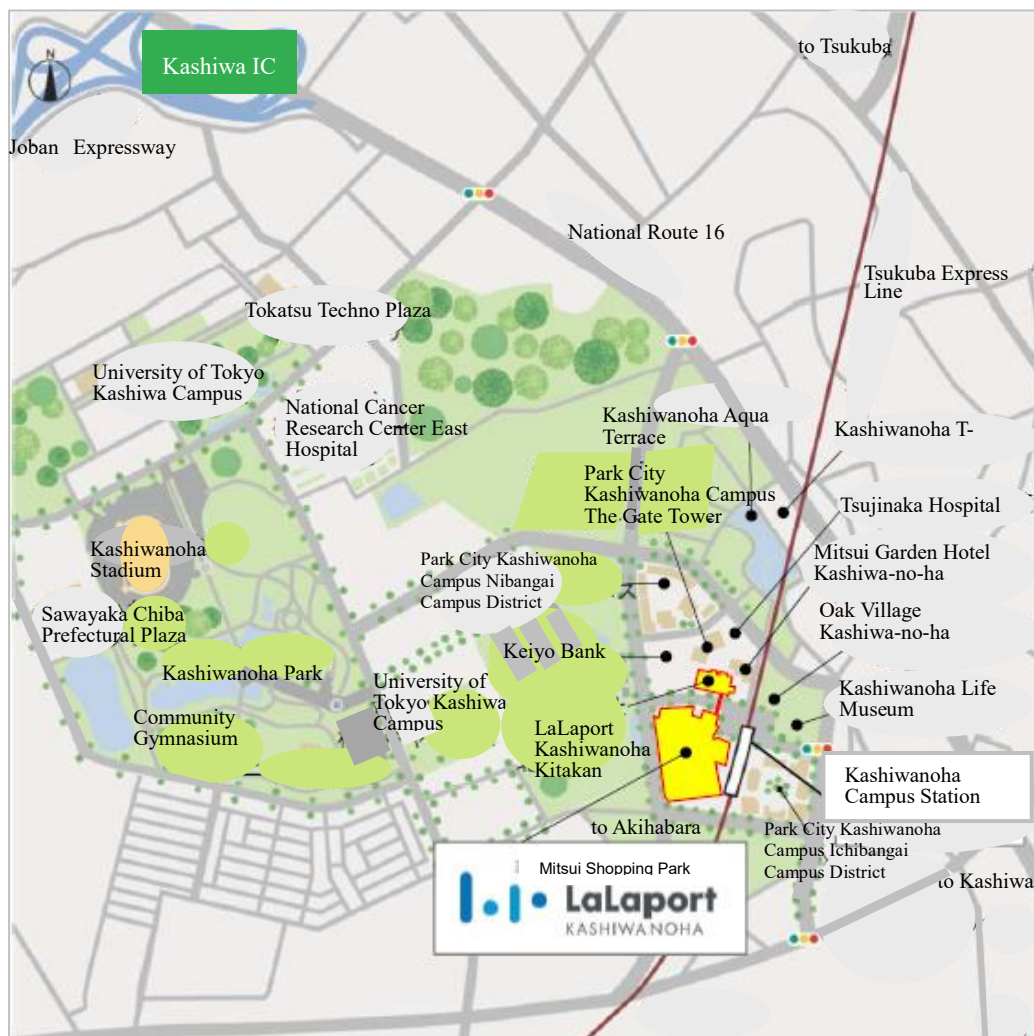 Kashiwa IC
to Tsukuba
N
Joban Expressway
National Route 16
Tsukuba Express
Line
Tokatsu Techno Plaza
University of Tokyo
Kashiwa Campus
National Cancer
Research Center East
Hospital
Kashiwanoha Aqua
Terrace
Kashiwanoha T-
Park City
Kashiwanoha Campus
The Gate Tower
Tsujinaka Hospital
Kashiwanoha
Stadium
Park City Kashiwanoha
Campus Nibangai
Campus District
Mitsui Garden Hotel
Kashiwa-no-ha
Sawayaka Chiba
Prefectural Plaza
Oak Village
Kashiwa-no-ha
Keiyo Bank
Kashiwanoha Park
University of
Tokyo Kashiwa
Campus
Kashiwanoha Life
Museum
Community
Gymnasium
LaLaport
Kashiwanoha
Kitakan
Kashiwanoha
Campus Station
to Akihabara
Park City Kashiwanoha
Campus Ichibangai
Campus District
to Kashiwa
Mitsui Shopping Park
LaLaport
KASHIWANOHA